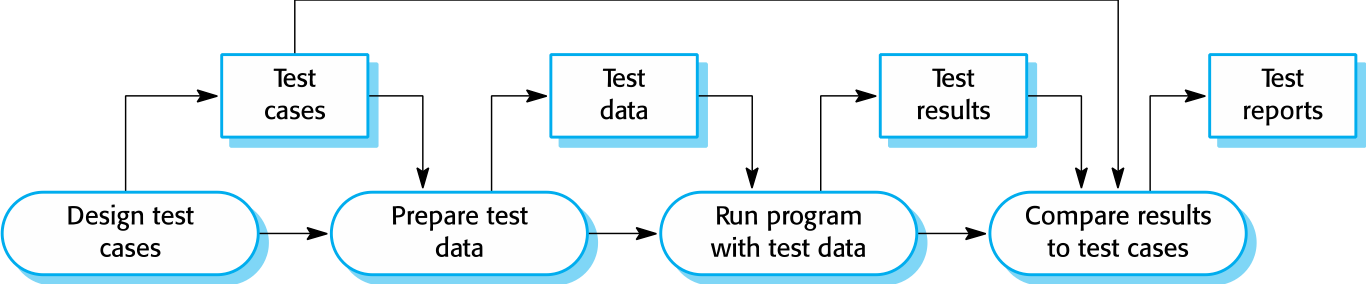 Test
cases
Test
data
Test
results
Test
reports
Design test
cases
Prepare test
data
Run program
with test data
Compare results
to test cases